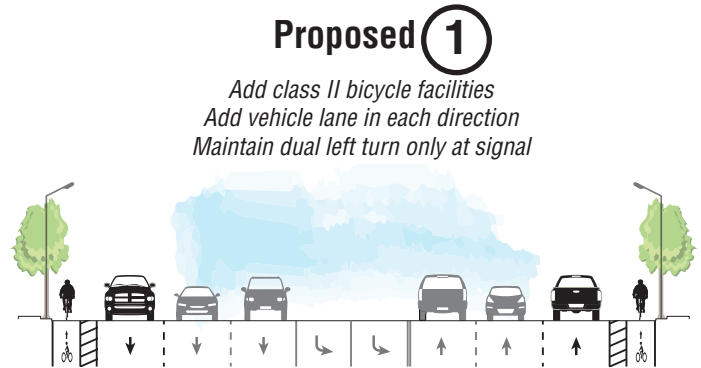 Proposed 1
Add class II bicycle facilities
Add vehicle lane in each direction
Maintain dual left turn only at signal